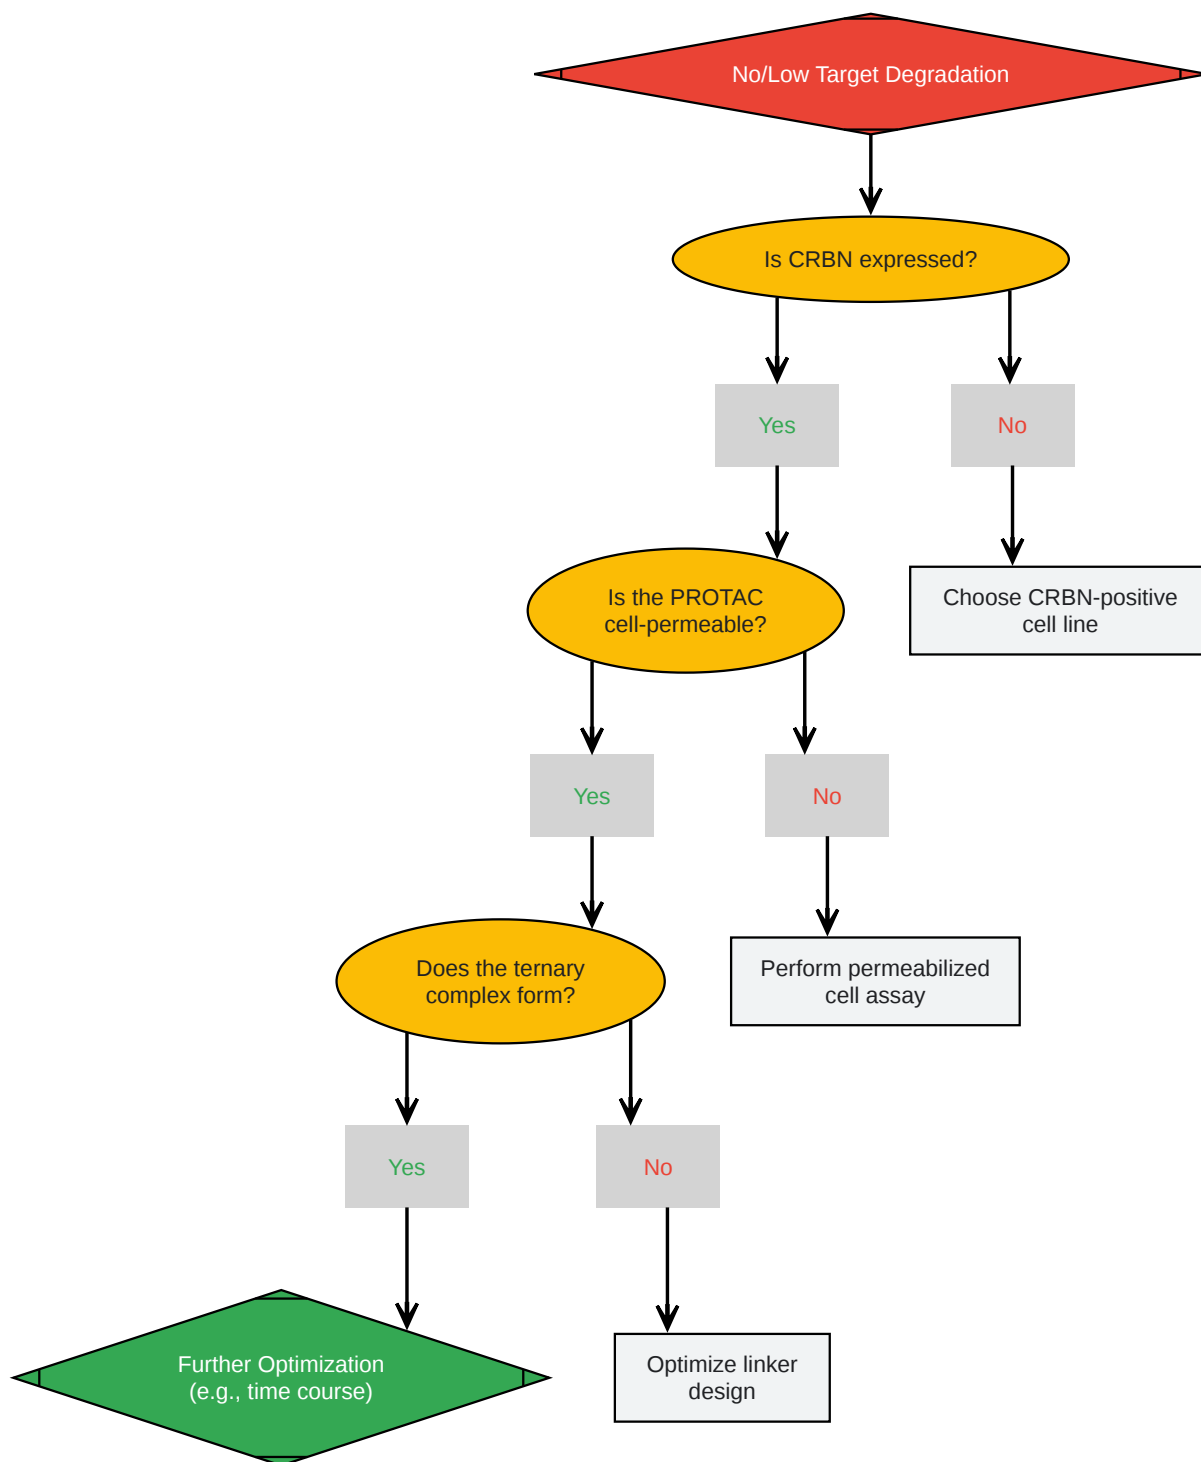 No/Low Target Degradation
Is CRBN expressed?
Yes
No
Is the PROTAC
cell-permeable?
Choose CRBN-positive
cell line
Yes
No
Does the ternary
complex form?
Perform permeabilized
cell assay
Yes
No
Further Optimization
(e.g., time course)
Optimize linker
design